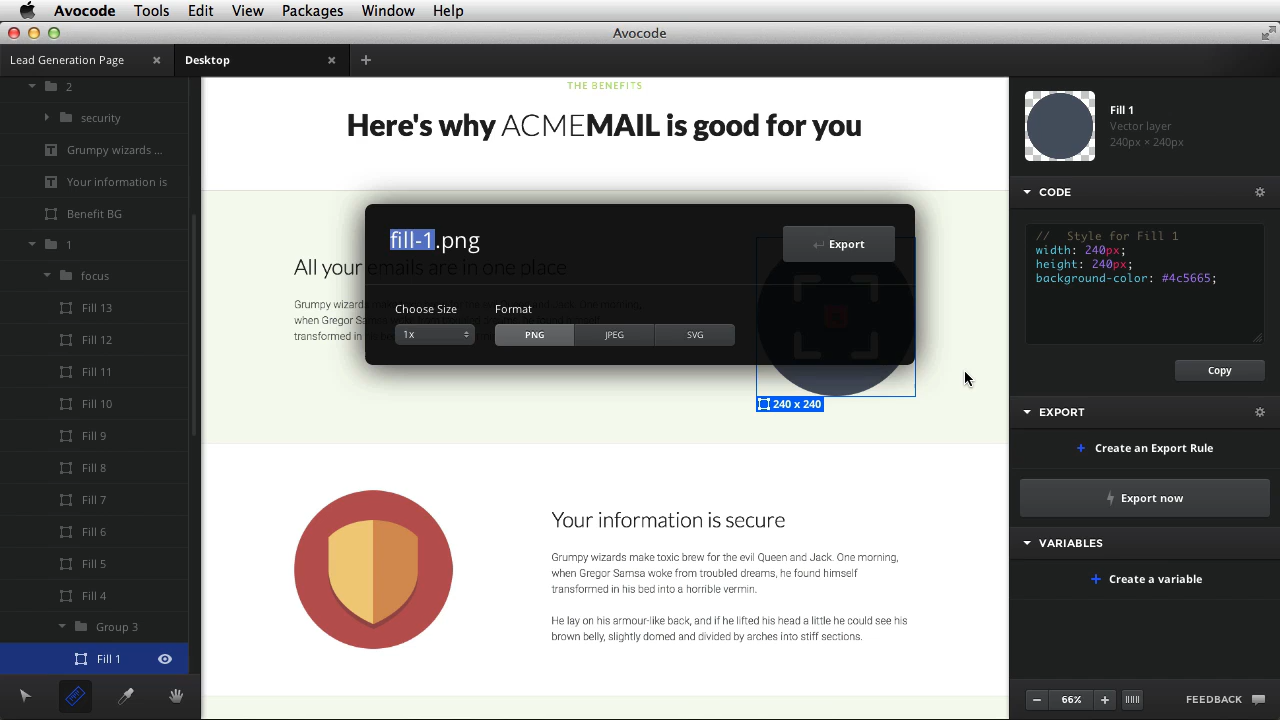 Avocode Tools Edit View Packages Window Help
Avocode
Lead Generation Page
Desktop
2
security
Grumpy wizards ...
Your information is
Benefit BG
1
focus
Fill 13
Fill 12
Fill 11
Fill 10
Fill 9
Fill 8
Fill 7
Fill 6
Fill 5
Fill 4
Group 3
Fill 1
THE BENEFITS
Here's why ACMEMAIL is good for you
fill-1.png
Export
All your emails are in one place
Grumpy wizards
when Gregor Samsa
transformed in
Choose Size
Format
1x
PNG
JPEG
SVG
240 x 240
Your information is secure
Grumpy wizards make toxic brew for the evil Queen and Jack. One morning,
when Gregor Samsa woke from troubled dreams, he found himself
transformed in his bed into a horrible vermin.
He lay on his armour-like back, and if he lifted his head a little he could see his
brown belly, slightly domed and divided by arches into stiff sections.
Fill 1
Vector layer
240px × 240px
CODE
// Style for Fill 1
width: 240px;
height: 240px;
background-color: #4c5665;
Copy
EXPORT
+ Create an Export Rule
Export now
VARIABLES
+ Create a variable
66%
FEEDBACK